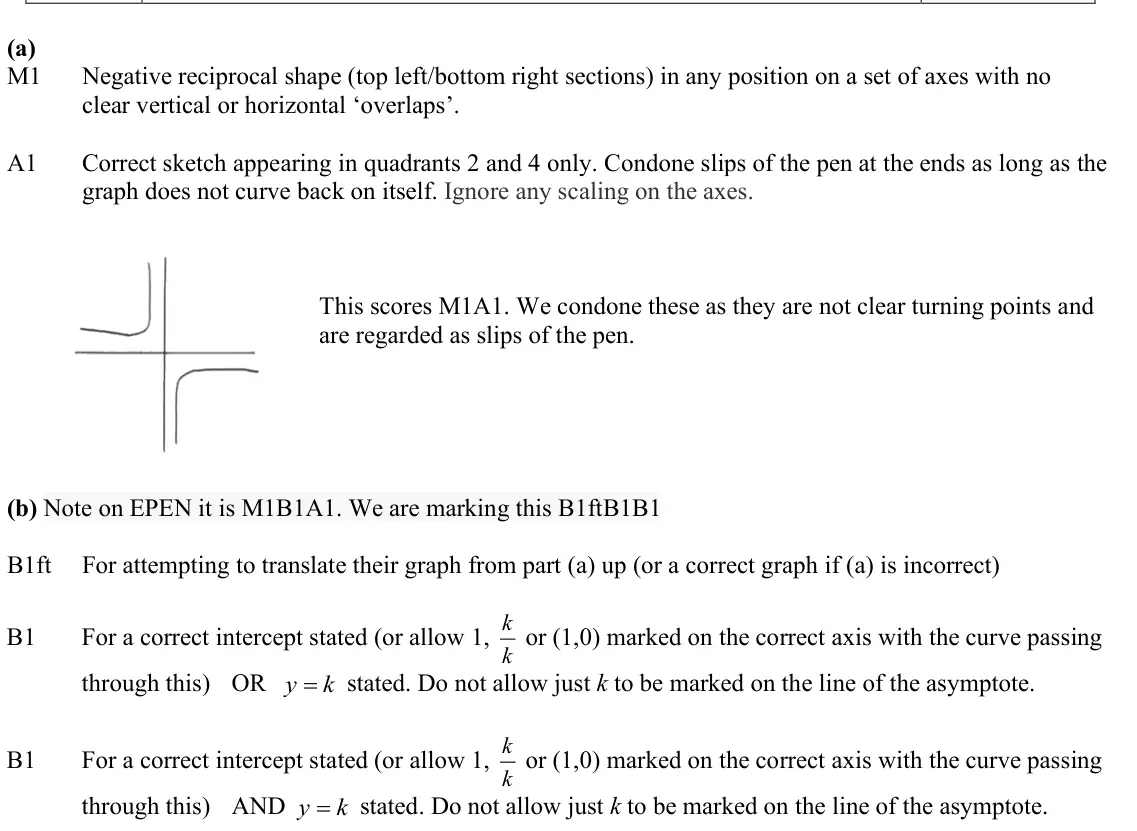 (a)
M1 Negative reciprocal shape (top left/bottom right sections) in any position on a set of axes with no
clear vertical or horizontal ‘overlaps’.
A1 Correct sketch appearing in quadrants 2 and 4 only. Condone slips of the pen at the ends as long as the
graph does not curve back on itself. Ignore any scaling on the axes.
This scores M1A1. We condone these as they are not clear turning points and
are regarded as slips of the pen.
(b) Note on EPEN it is M1B1A1. We are marking this B1ftB1B1
B1ft For attempting to translate their graph from part (a) up (or a correct graph if (a) is incorrect)
B1 For a correct intercept stated (or allow 1, k/k or (1,0) marked on the correct axis with the curve passing
through this) OR y = k stated. Do not allow just k to be marked on the line of the asymptote.
B1 For a correct intercept stated (or allow 1, k/k or (1,0) marked on the correct axis with the curve passing
through this) AND y = k stated. Do not allow just k to be marked on the line of the asymptote.